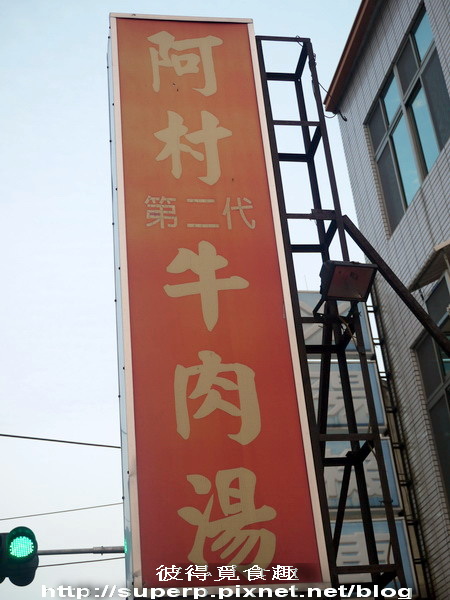 阿村
第二代
牛肉湯
彼得覓食趣
http://superp.pixnet.net/blog